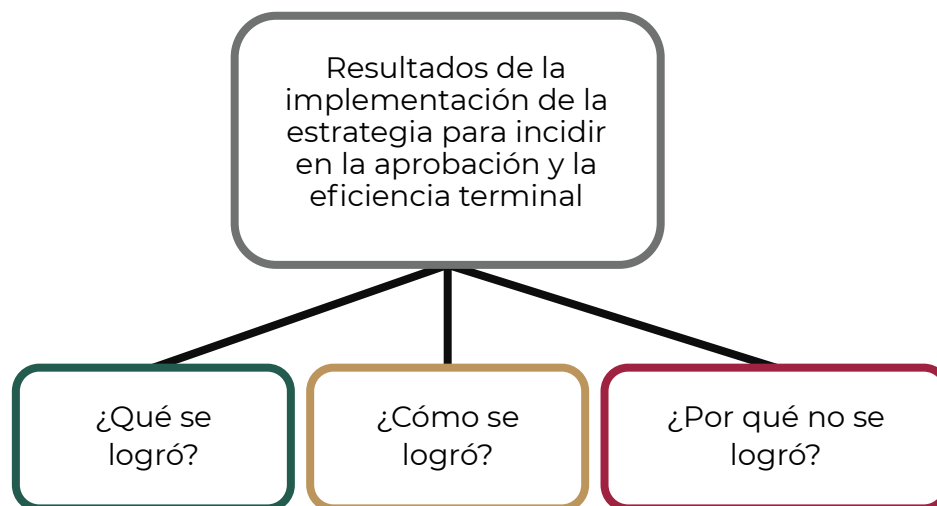 Resultados de la
implementación de la
estrategia para incidir
en la aprobación y la
eficiencia terminal
¿Qué se
logró?
¿Cómo se
logró?
¿Por qué no se
logró?